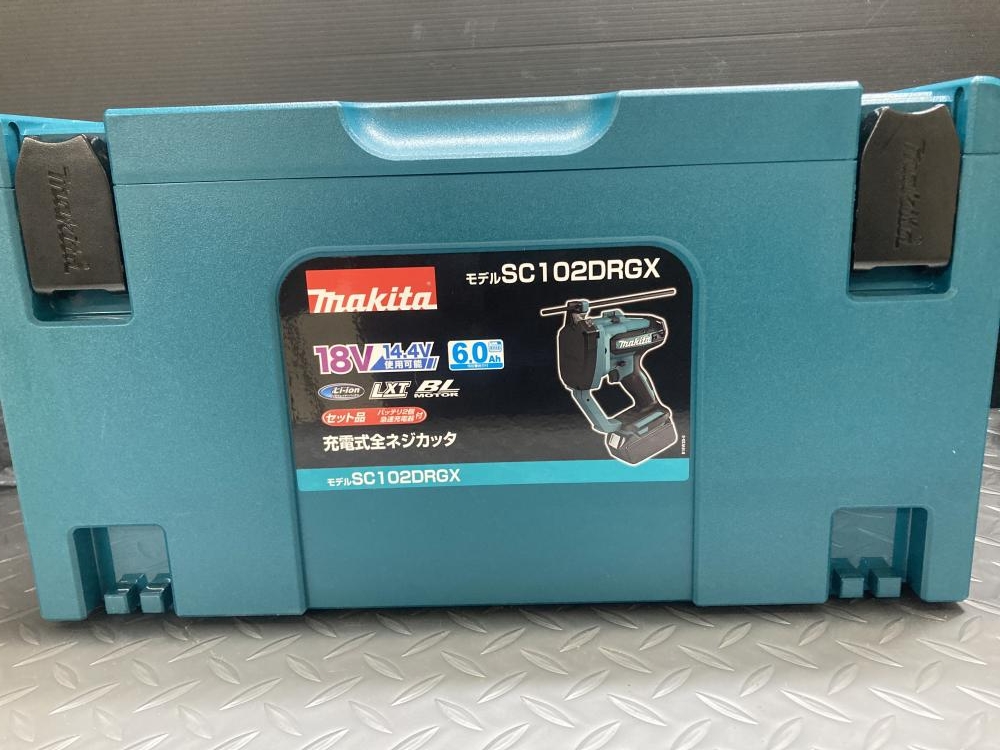 makita
makita
makita
モデルSC102DRGX
makita
18V 14.4V 使用可能 6.0Ah
Li-ion LXT BL MOTOR
セット品 バッテリ2個 急速充電器 付
充電式全ネジカッタ
モデルSC102DRGX